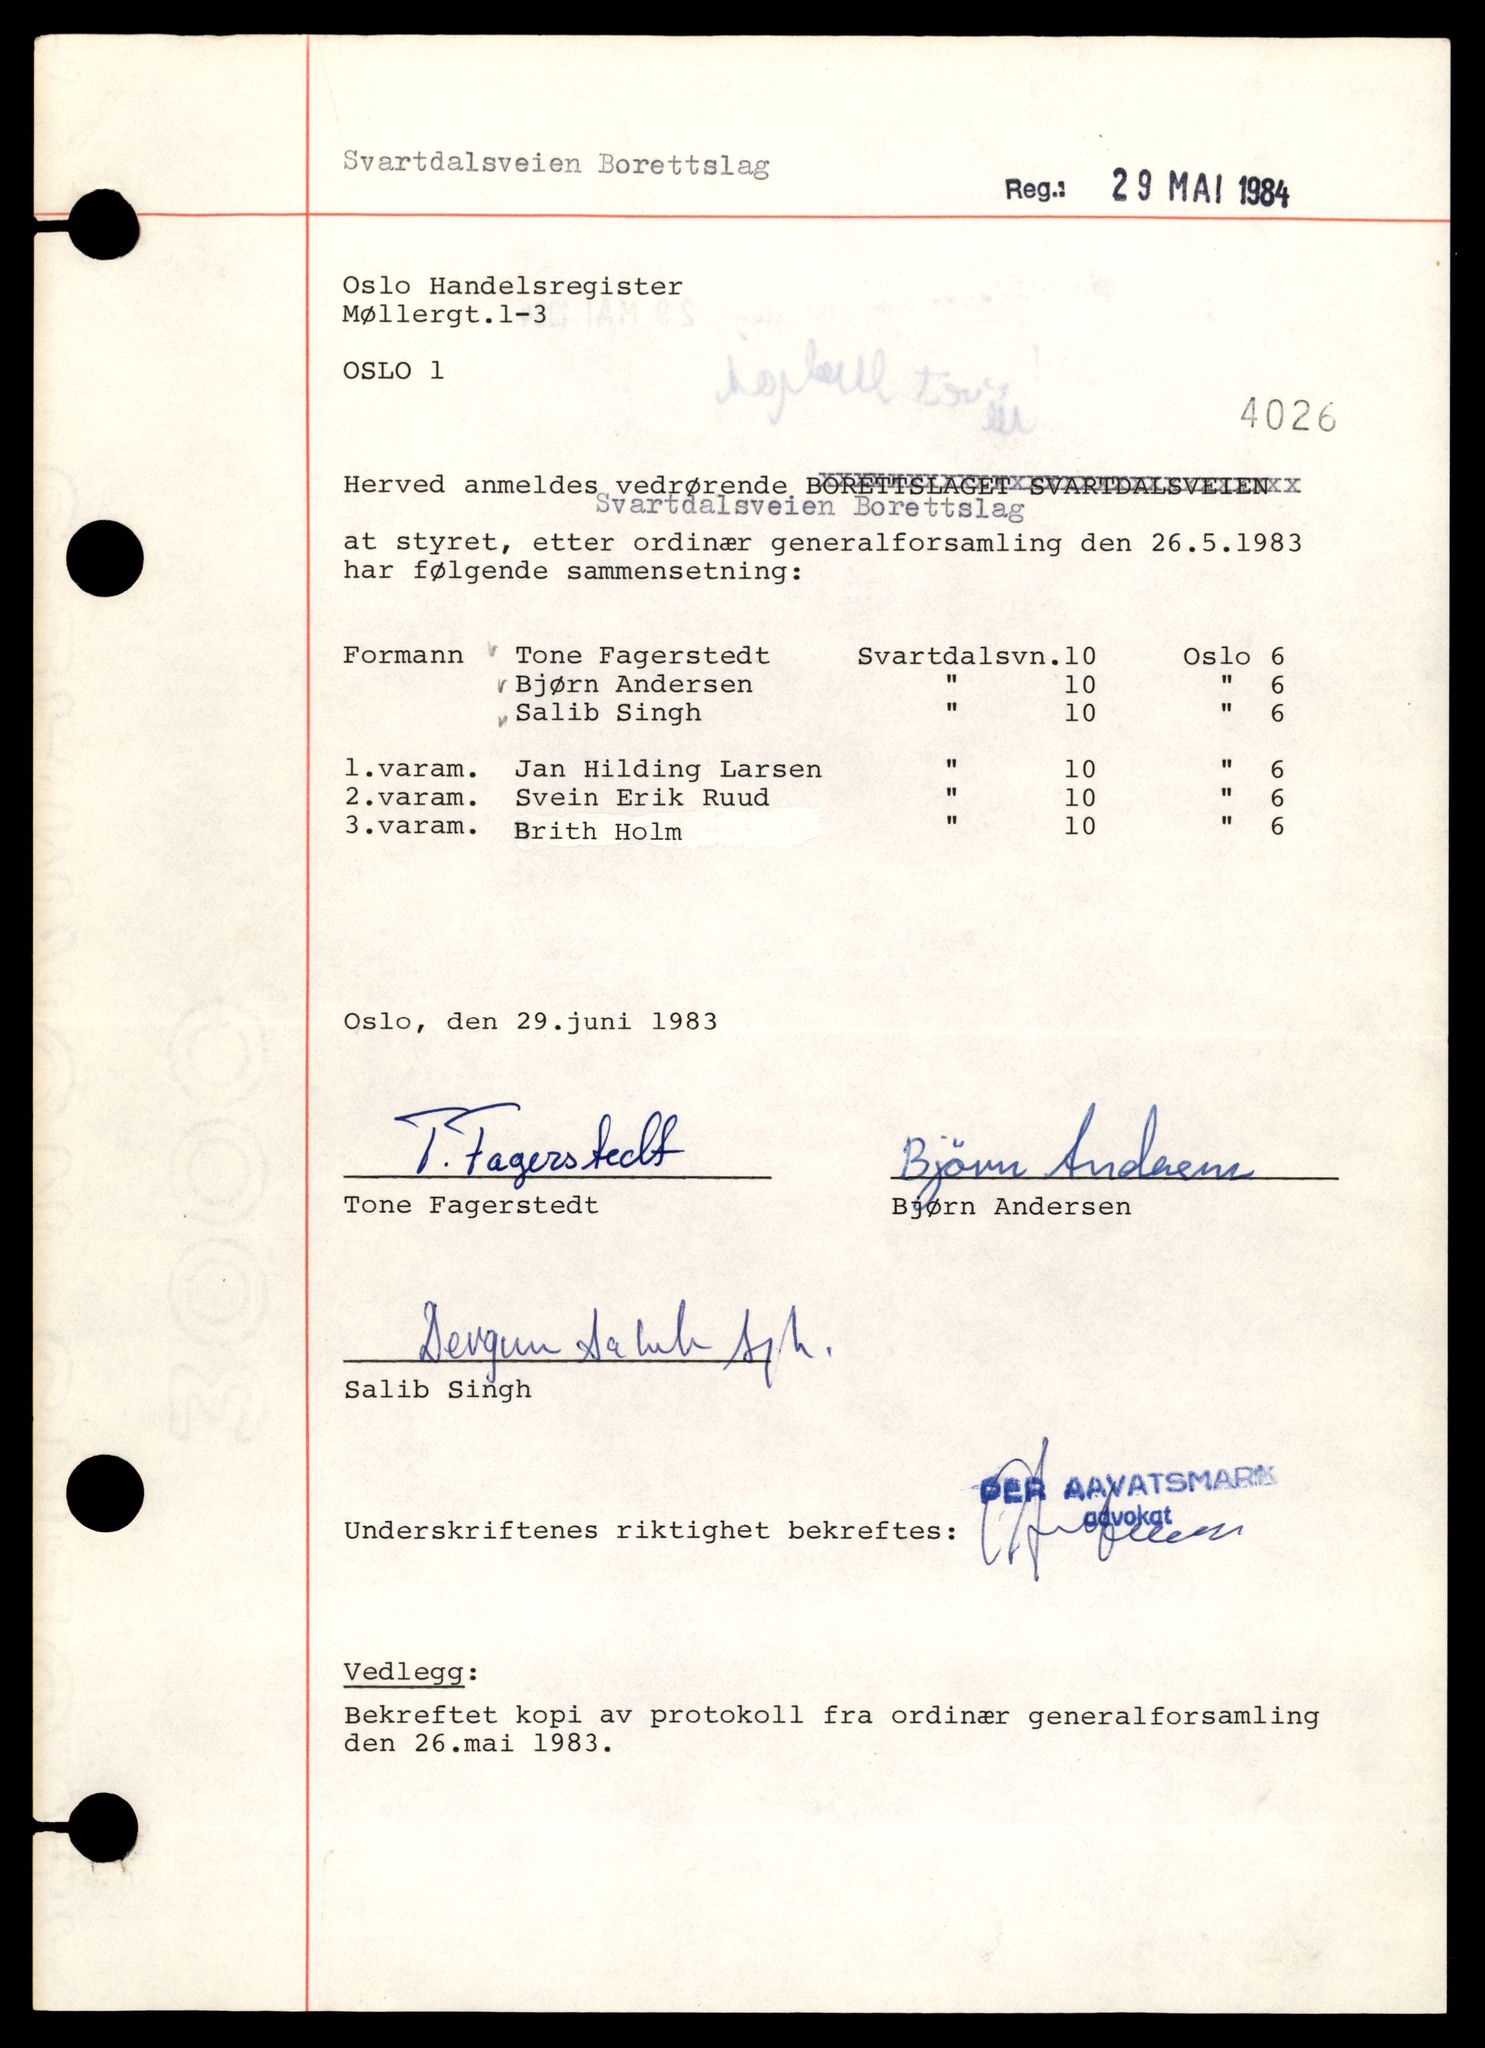 Svartdalsveien Borettslag
Reg.: 29 MAI 1984
Oslo Handelsregister
Møllergt.1-3
OSLO 1
4026
Herved anmeldes vedrørende BORETTSLAGET SVARTDALSVEIEN
Svartdalsveien Borettslag
at styret, etter ordinær generalforsamling den 26.5.1983
har følgende sammensetning:
Formann Tone Fagerstedt Svartdalsvn.10 Oslo 6
Bjørn Andersen " 10 " 6
Salib Singh " 10 " 6
1.varam. Jan Hilding Larsen " 10 " 6
2.varam. Svein Erik Ruud " 10 " 6
3.varam. Brith Holm " 10 " 6
Oslo, den 29.juni 1983
T. Fagerstedt Björn Andersen
Tone Fagerstedt Bjørn Andersen
Salib Singh
PER AAVATSMARK
advokat
Underskriftenes riktighet bekreftes:
Vedlegg:
Bekreftet kopi av protokoll fra ordinær generalforsamling
den 26.mai 1983.